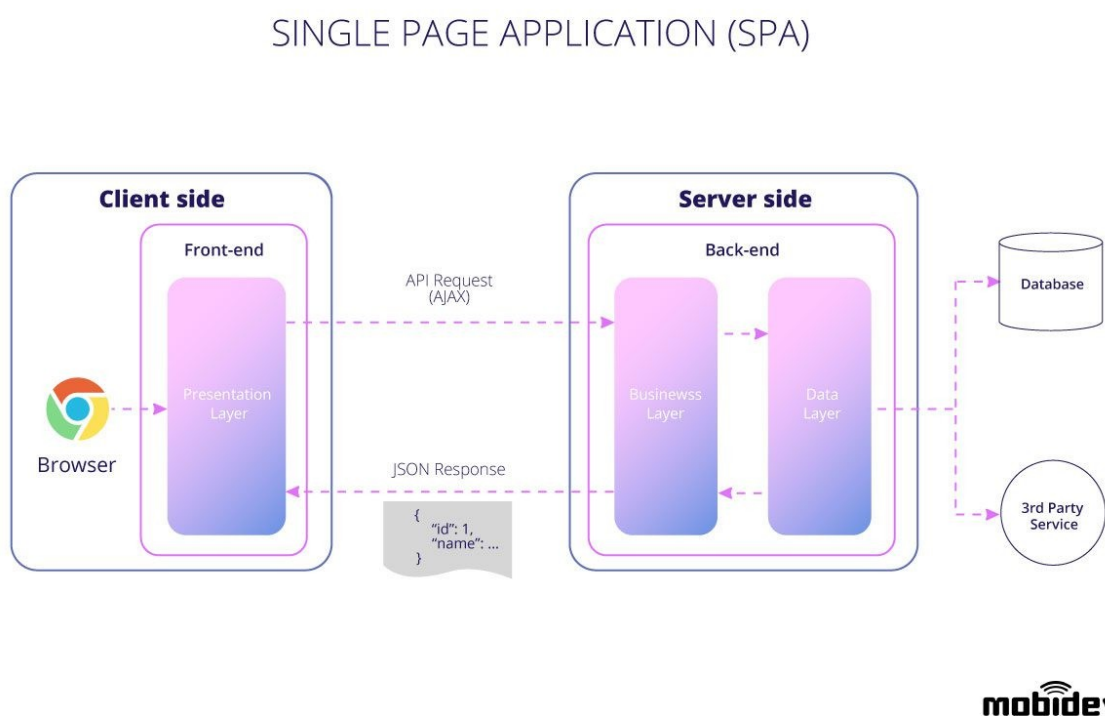 SINGLE PAGE APPLICATION (SPA)
Client side
Front-end
Presentation
Layer
Browser
API Request
(AJAX)
JSON Response
{
“id”: 1,
“name”: ...
}
Server side
Back-end
Businewss
Layer
Data
Layer
Database
3rd Party
Service
mobidev